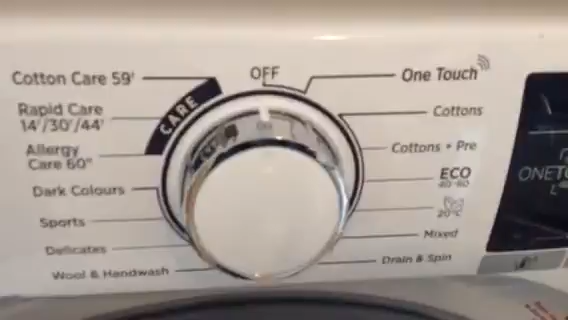 OFF
Cotton Care 59'
Rapid Care
14'/30'/44'
Allergy
Care 60"
Dark Colours
Sports
Delicates
Wool & Handwash
CARE
One Touch
Cottons
Cottons + Pre
ECO
40-60
20°C
Mixed
Drain & Spin